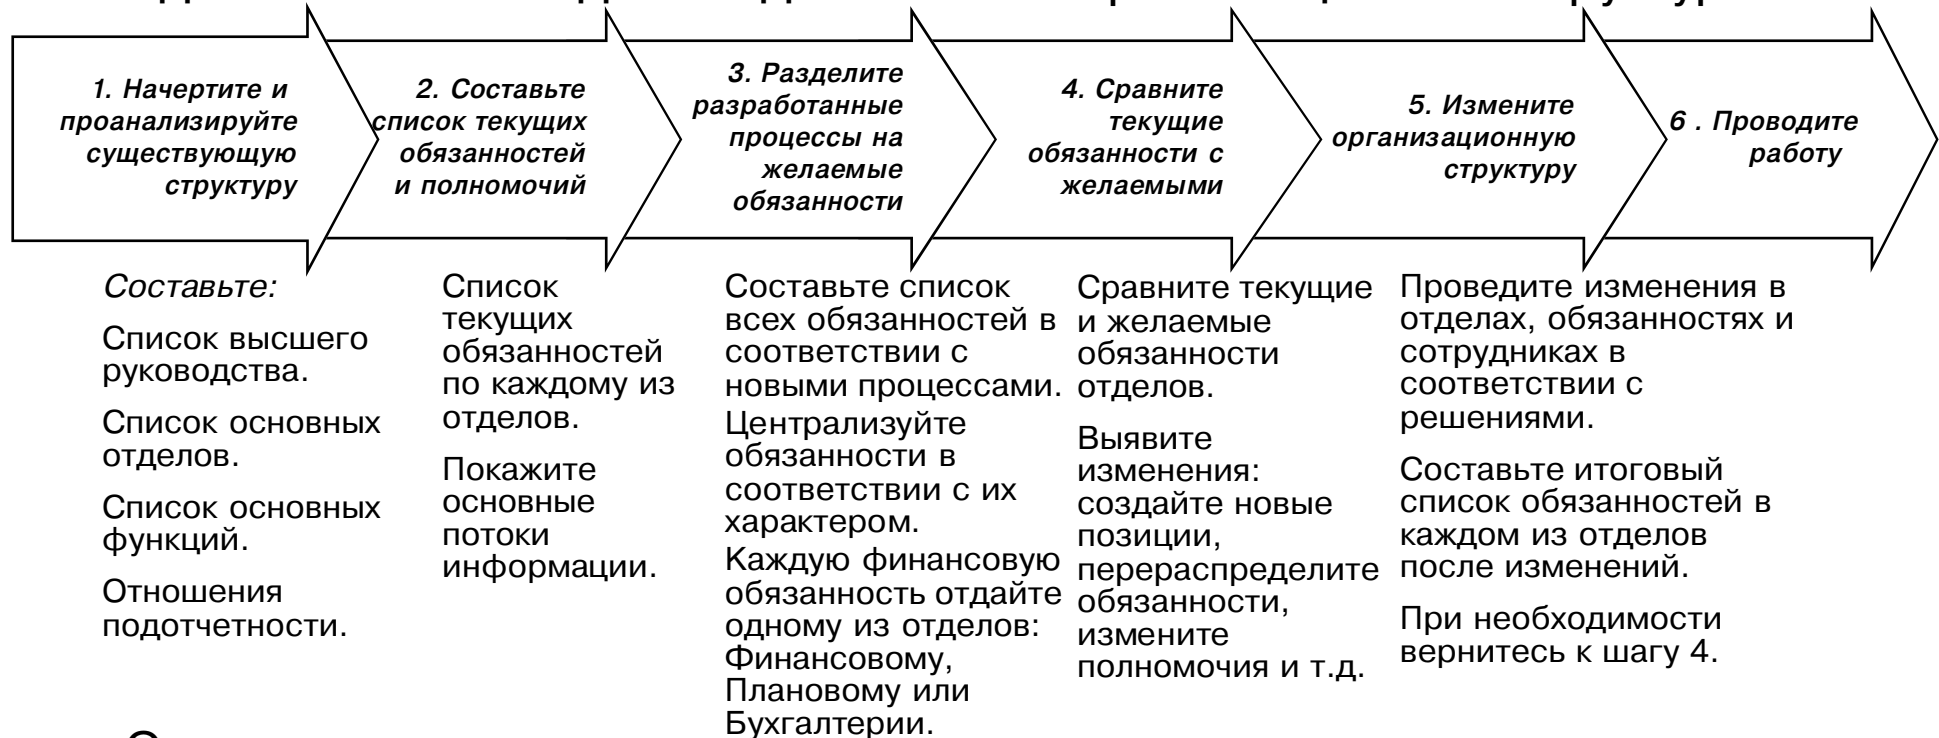 1. Начертите и
проанализируйте
существующую
структуру
2. Составьте
список текущих
обязанностей
и полномочий
3. Разделите
разработанные
процессы на
желаемые
обязанности
4. Сравните
текущие
обязанности с
желаемыми
5. Измените
организационную
структуру
6 . Проводите
работу
Составьте:
Список высшего
руководства.
Список основных
отделов.
Список основных
функций.
Отношения
подотчетности.
Список
текущих
обязанностей
по каждому из
отделов.
Покажите
основные
потоки
информации.
Составьте список
всех обязанностей в
соответствии с
новыми процессами.
Централизуйте
обязанности в
соответствии с их
характером.
Каждую финансовую
обязанность отдайте
одному из отделов:
Финансовому,
Плановому или
Бухгалтерии.
Сравните текущие
и желаемые
обязанности
отделов.
Выявите
изменения:
создайте новые
позиции,
перераспределите
обязанности,
измените
полномочия и т.д.
Проведите изменения в
отделах, обязанностях и
сотрудниках в
соответствии с
решениями.
Составьте итоговый
список обязанностей в
каждом из отделов
после изменений.
При необходимости
вернитесь к шагу 4.